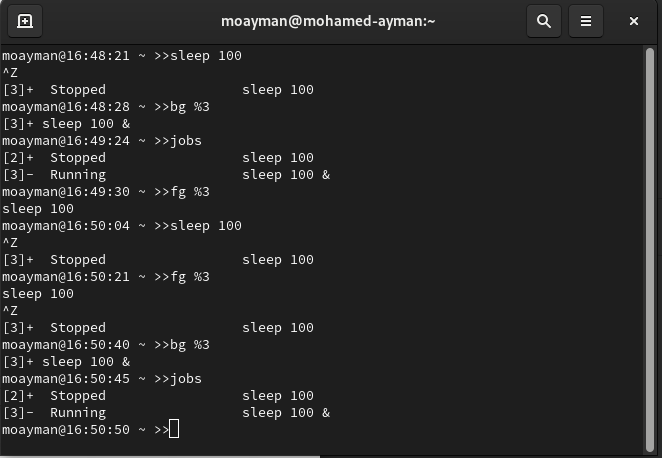 moayman@mohamed-ayman:~
moayman@16:48:21 ~ >>sleep 100
^Z
[3]+  Stopped                 sleep 100
moayman@16:48:28 ~ >>bg %3
[3]+ sleep 100 &
moayman@16:49:24 ~ >>jobs
[2]+  Stopped                 sleep 100
[3]-  Running                 sleep 100 &
moayman@16:49:30 ~ >>fg %3
sleep 100
moayman@16:50:04 ~ >>sleep 100
^Z
[3]+  Stopped                 sleep 100
moayman@16:50:21 ~ >>fg %3
sleep 100
^Z
[3]+  Stopped                 sleep 100
moayman@16:50:40 ~ >>bg %3
[3]+ sleep 100 &
moayman@16:50:45 ~ >>jobs
[2]+  Stopped                 sleep 100
[3]-  Running                 sleep 100 &
moayman@16:50:50 ~ >>